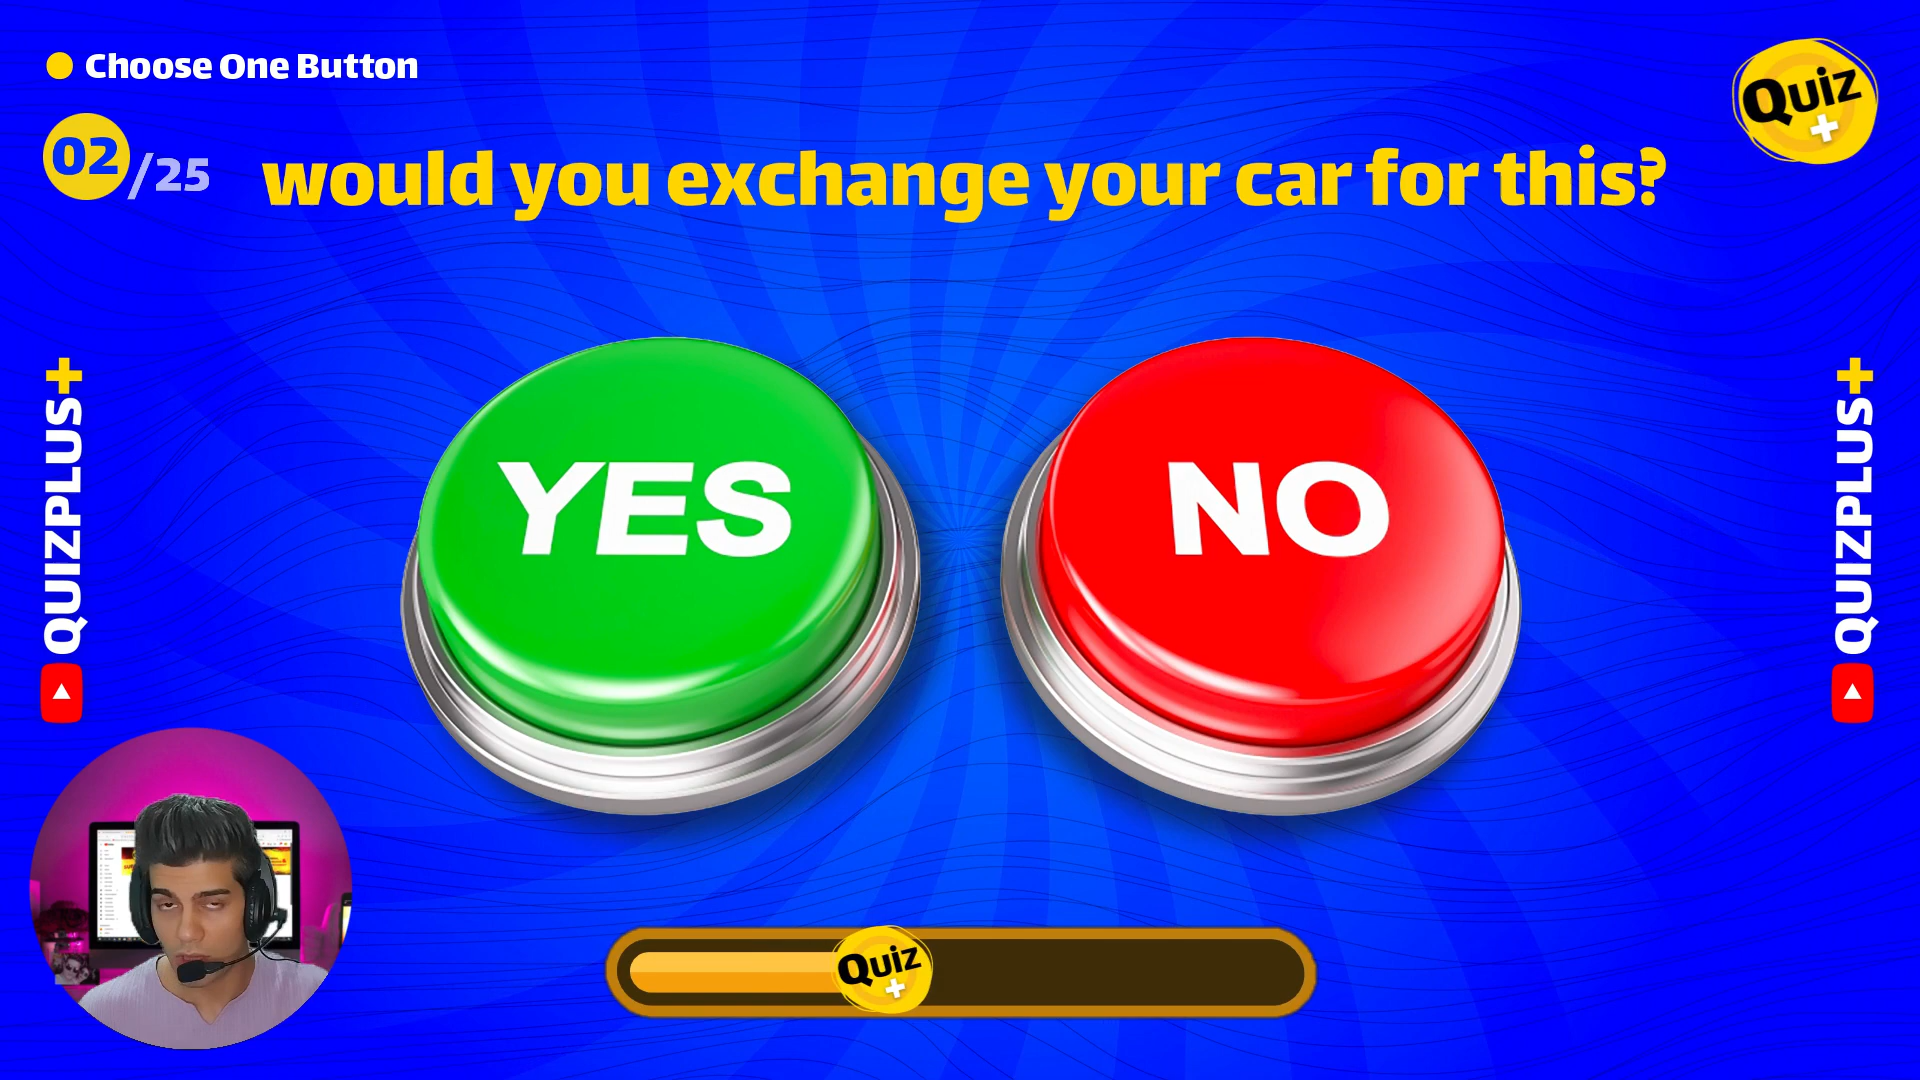 Choose One Button
02/25
would you exchange your car for this?
Quiz
+
YES
NO
QUIZPLUS+
QUIZPLUS+
Quiz
+